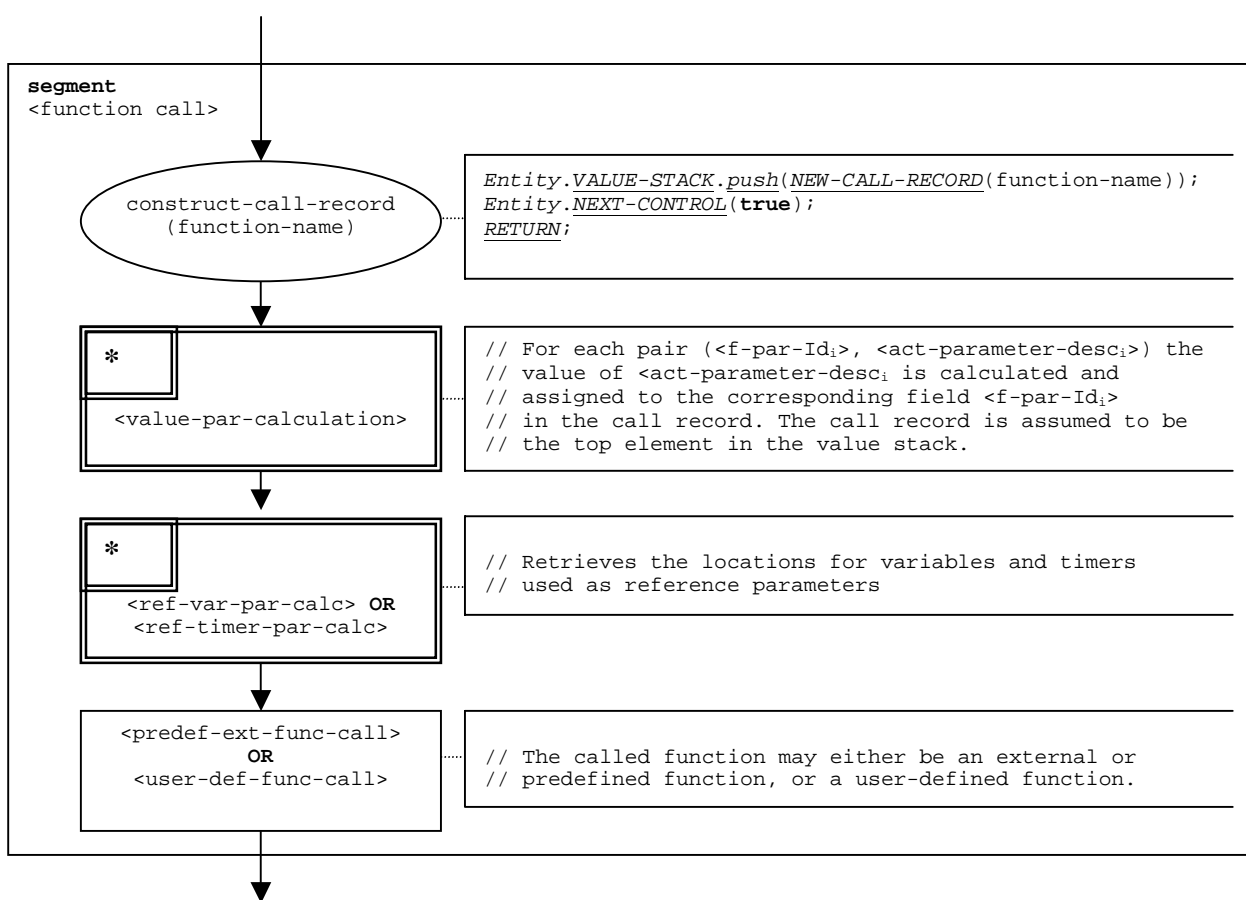 segment
<function call>
construct-call-record
(function-name)
Entity.VALUE-STACK.push(NEW-CALL-RECORD(function-name));
Entity.NEXT-CONTROL(true);
RETURN;
*
<value-par-calculation>
// For each pair (<f-par-Idi>, <act-parameter-desci>) the
// value of <act-parameter-desci is calculated and
// assigned to the corresponding field <f-par-Idi>
// in the call record. The call record is assumed to be
// the top element in the value stack.
*
<ref-var-par-calc> OR
<ref-timer-par-calc>
// Retrieves the locations for variables and timers
// used as reference parameters
<predef-ext-func-call>
OR
<user-def-func-call>
// The called function may either be an external or
// predefined function, or a user-defined function.